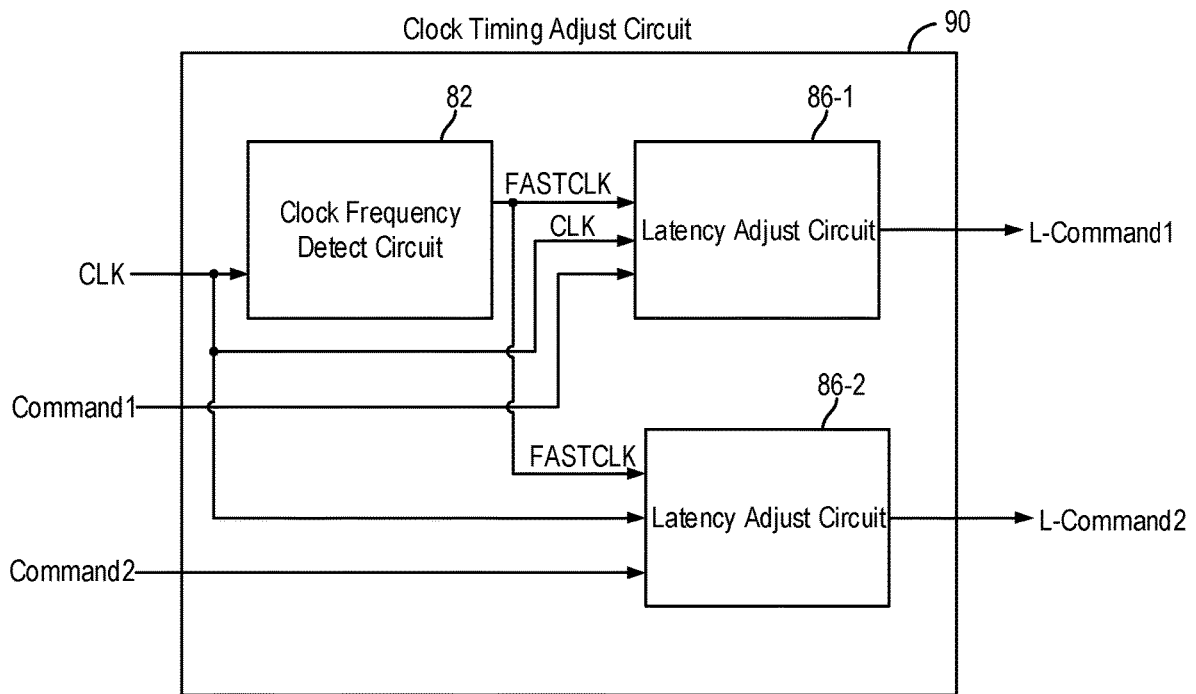 Clock Timing Adjust Circuit
90
82
86-1
FASTCLK
Clock Frequency
Detect Circuit
CLK
Latency Adjust Circuit
L-Command1
CLK
Command1
86-2
FASTCLK
Latency Adjust Circuit
L-Command2
Command2